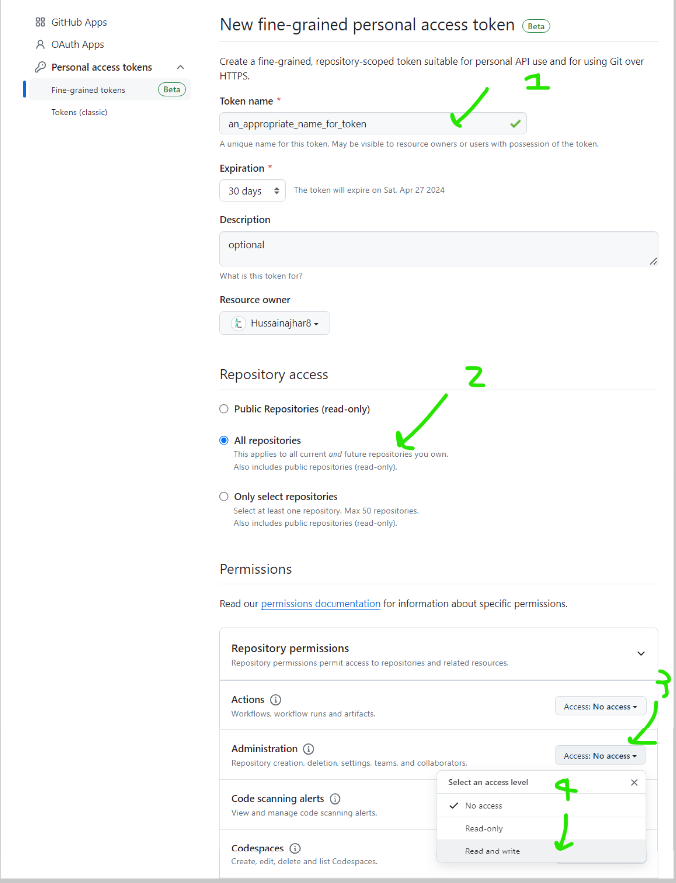 GitHub Apps
OAuth Apps
Personal access tokens
Fine-grained tokens Beta
Tokens (classic)
New fine-grained personal access token Beta
Create a fine-grained, repository-scoped token suitable for personal API use and for using Git over
HTTPS.
1
Token name *
an_appropriate_name_for_token
A unique name for this token. May be visible to resource owners or users with possession of the token.
Expiration *
30 days The token will expire on Sat, Apr 27 2024
Description
optional
What is this token for?
Resource owner
Hussainajhar8
Repository access
2
Public Repositories (read-only)
All repositories
This applies to all current and future repositories you own.
Also includes public repositories (read-only).
Only select repositories
Select at least one repository. Max 50 repositories.
Also includes public repositories (read-only).
Permissions
Read our permissions documentation for information about specific permissions.
Repository permissions
Repository permissions permit access to repositories and related resources.
3
Actions
Access: No access
Workflows, workflow runs and artifacts.
Administration
Access: No access
Repository creation, deletion, settings, teams, and collaborators.
Select an access level
4
Code scanning alerts
No access
View and manage code scanning alerts.
Read-only
Codespaces
Read and write
Create, edit, delete and list Codespaces.